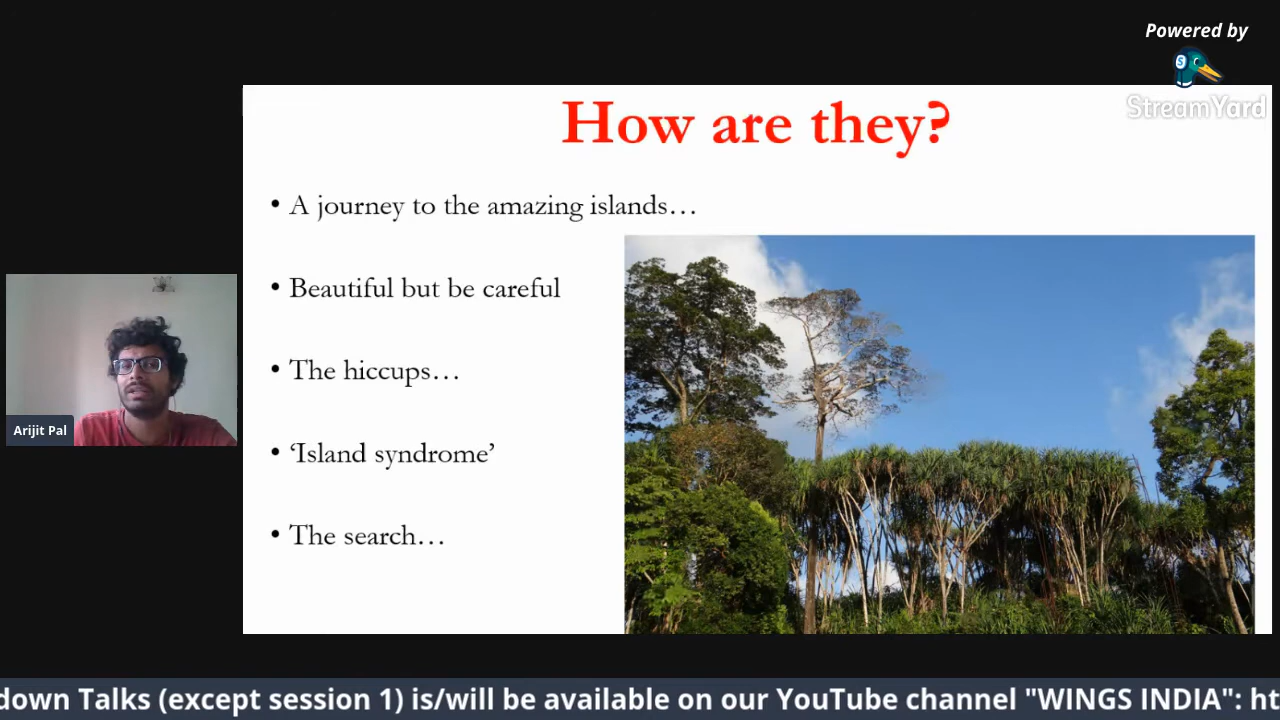 Powered by
StreamYard
How are they?
• A journey to the amazing islands…
• Beautiful but be careful
• The hiccups…
• ‘Island syndrome’
• The search…
Arijit Pal
down Talks (except session 1) is/will be available on our YouTube channel "WINGS INDIA": ht